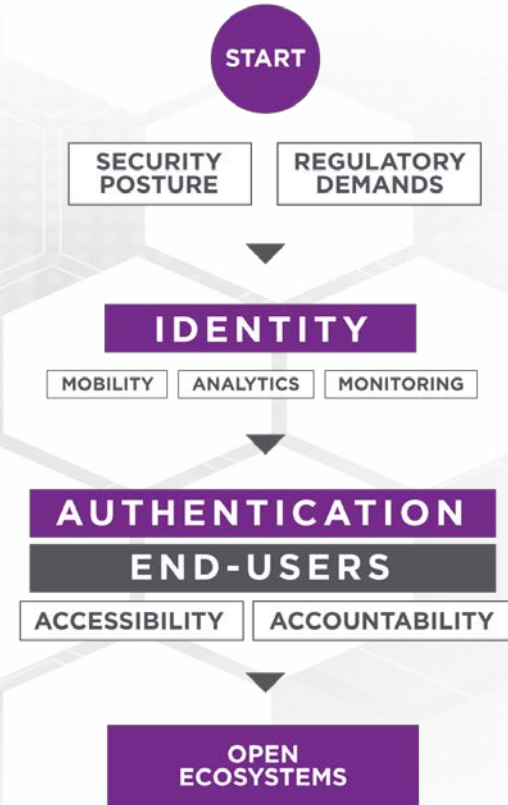 START
SECURITY
POSTURE
REGULATORY
DEMANDS
IDENTITY
MOBILITY
ANALYTICS
MONITORING
AUTHENTICATION
END-USERS
ACCESSIBILITY
ACCOUNTABILITY
OPEN
ECOSYSTEMS